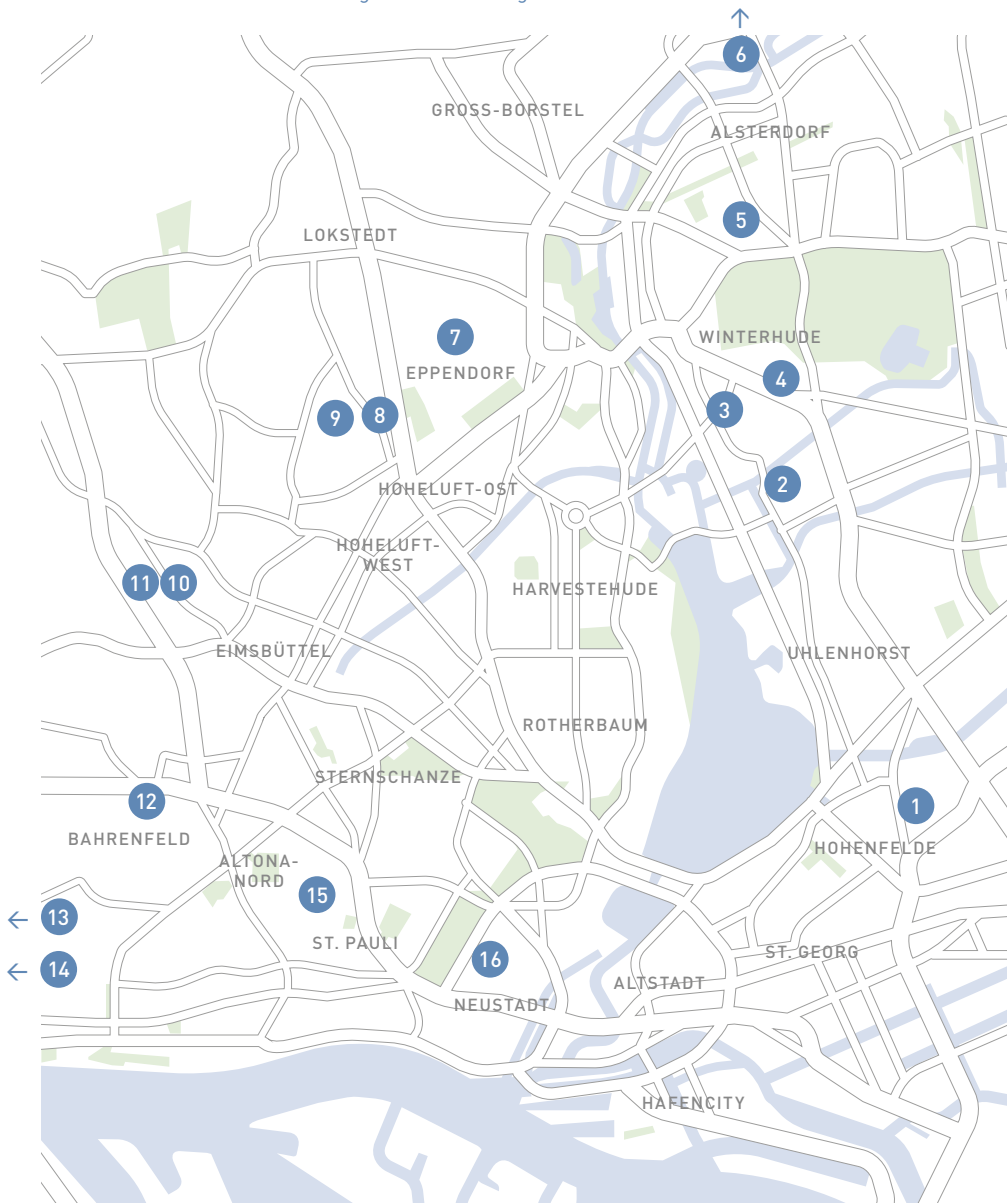 ↑
6
GROSS-BORSTEL
ALSTERDORF
5
LOKSTEDT
7
WINTERHUDE
EPPENDORF
4
3
9
8
2
HOHELUFT-OST
HOHELUFT-
WEST
11
10
HARVESTEHUDE
EIMSBÜTTEL
UHLENHORST
ROTHERBAUM
STERNSCHANZE
12
1
BAHRENFELD
HOHENFELDE
ALTONA-
NORD
15
← 13
ST. PAULI
ST. GEORG
16
← 14
ALTSTADT
NEUSTADT
HAFENCITY